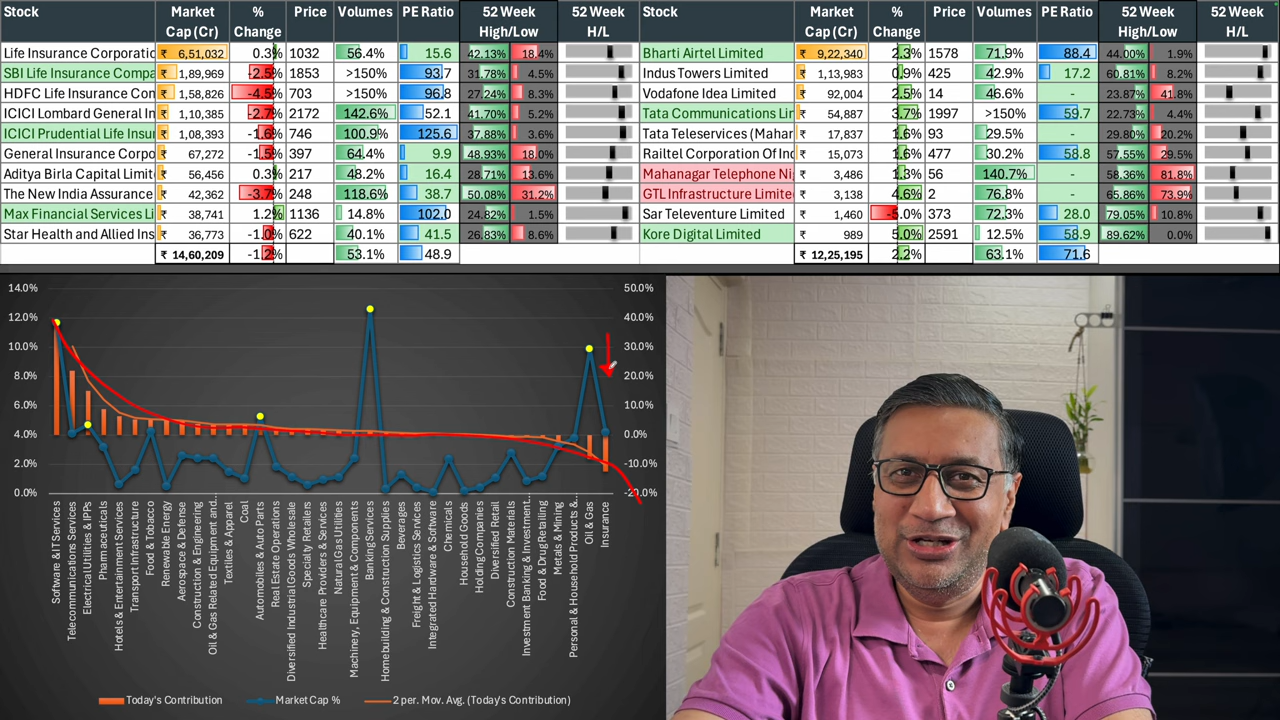 Stock Market Cap (Cr) % Change Price Volumes PE Ratio 52 Week High/Low 52 Week H/L
Life Insurance Corporatic ₹ 6,51,032 0.3% 1032 56.4% 15.6 42.13% 18.4%
SBI Life Insurance Compa ₹ 1,89,969 -2.5% 1853 >150% 93.7 31.78% 4.5%
HDFC Life Insurance Con ₹ 1,58,826 -4.5% 703 >150% 96.8 27.24% 8.3%
ICICI Lombard General In ₹ 1,10,385 -2.7% 2172 142.6% 52.1 41.70% 5.2%
ICICI Prudential Life Insur ₹ 1,08,393 -1.6% 746 100.9% 125.6 37.88% 3.6%
General Insurance Corpo ₹ 67,272 -1.5% 397 64.4% 9.9 48.93% 18.0%
Aditya Birla Capital Limit ₹ 56,456 0.3% 217 48.2% 16.4 28.71% 13.6%
The New India Assurance ₹ 42,362 -3.7% 248 118.6% 38.7 50.08% 31.2%
Max Financial Services Li ₹ 38,741 1.2% 1136 14.8% 102.0 24.82% 1.5%
Star Health and Allied Ins ₹ 36,773 -1.0% 622 40.1% 41.5 26.83% 8.6%
₹ 14,60,209 -1.2% 53.1% 48.9
Stock Market Cap (Cr) % Change Price Volumes PE Ratio 52 Week High/Low 52 Week H/L
Bharti Airtel Limited ₹ 9,22,340 2.3% 1578 71.9% 88.4 44.00% 1.9%
Indus Towers Limited ₹ 1,13,983 0.9% 425 42.9% 17.2 60.81% 8.2%
Vodafone Idea Limited ₹ 92,004 2.5% 14 46.6% - 23.87% 41.8%
Tata Communications Lir ₹ 54,887 3.7% 1997 >150% 59.7 22.73% 4.4%
Tata Teleservices (Mahar ₹ 17,837 1.6% 93 29.5% - 29.80% 20.2%
Railtel Corporation Of Inc ₹ 15,073 1.6% 477 30.2% 58.8 57.55% 29.5%
Mahanagar Telephone Ni ₹ 3,486 1.3% 56 140.7% - 58.36% 81.8%
GTL Infrastructure Limite ₹ 3,138 4.6% 2 76.8% - 65.86% 73.9%
Sar Televenture Limited ₹ 1,460 -5.0% 373 72.3% 28.0 79.05% 10.8%
Kore Digital Limited ₹ 989 5.0% 2591 12.5% 58.9 89.62% 0.0%
₹ 12,25,195 2.2% 63.1% 71.6
14.0% 50.0%
12.0% 40.0%
10.0% 30.0%
8.0% 20.0%
6.0% 10.0%
4.0% 0.0%
2.0% -10.0%
0.0% -20.0%
Software & IT Services
Telecommunications Services
Electrical Utilities & IPPs
Pharmaceuticals
Hotels & Entertainment Services
Transport Infrastructure
Food & Tobacco
Renewable Energy
Aerospace & Defense
Construction & Engineering
Oil & Gas Related Equipment and...
Textiles & Apparel
Coal
Automobiles & Auto Parts
Real Estate Operations
Diversified Industrial Goods Wholesale
Specialty Retailers
Healthcare Providers & Services
Natural Gas Utilities
Machinery, Equipment & Components
Banking Services
Homebuilding & Construction Supplies
Beverages
Freight & Logistics Services
Integrated Hardware & Software
Chemicals
Household Goods
Holding Companies
Diversified Retail
Construction Materials
Investment Banking & Investment...
Food & Drug Retailing
Metals & Mining
Personal & Household Products &...
Oil & Gas
Insurance
Today's Contribution Market Cap % 2 per. Mov. Avg. (Today's Contribution)